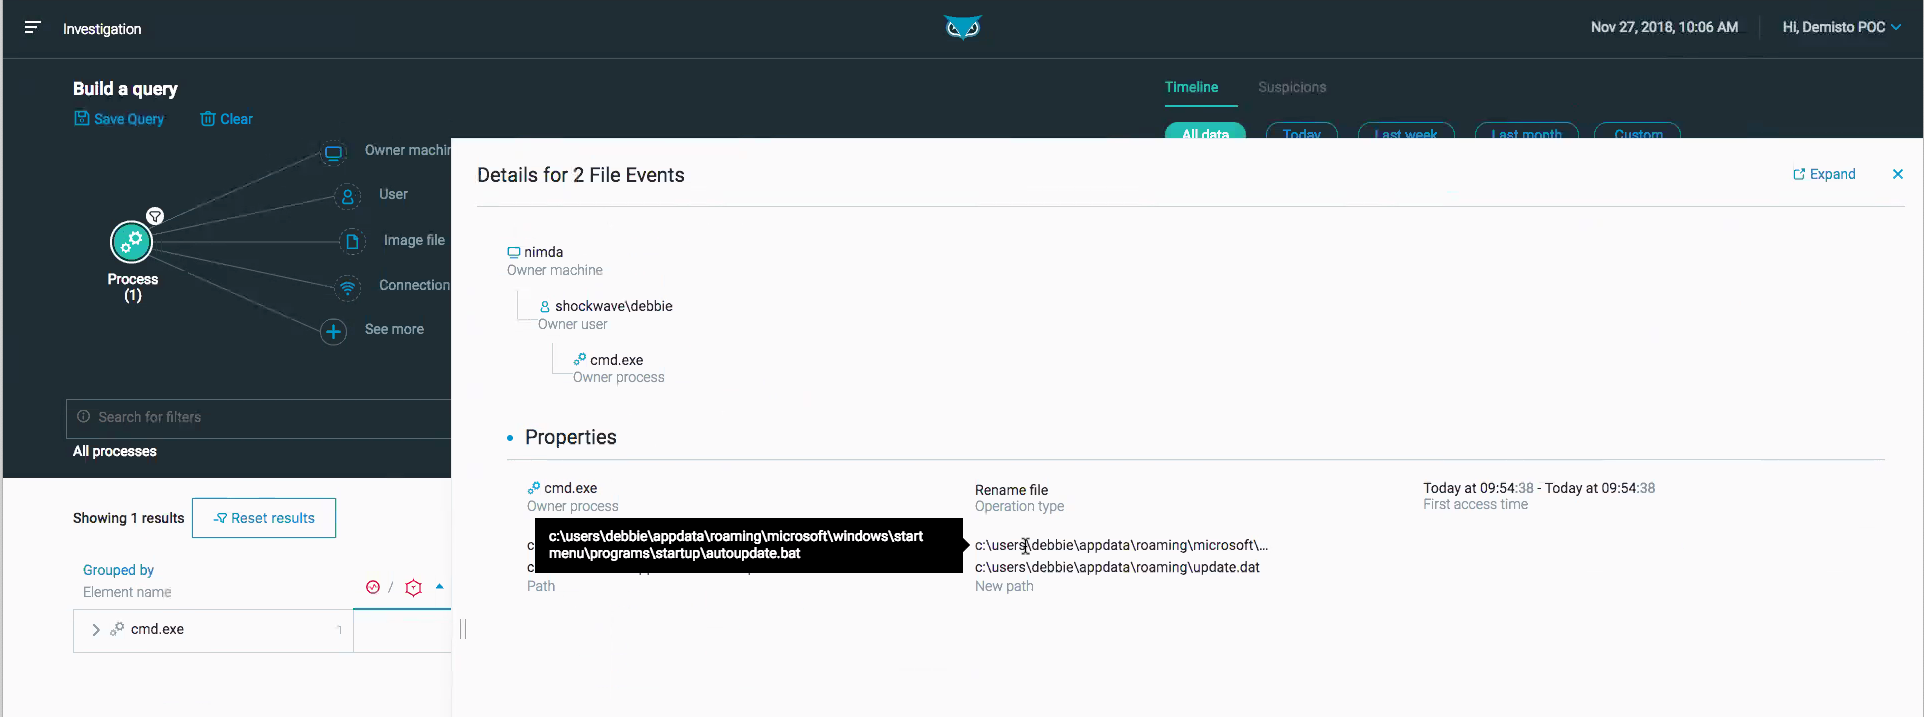 Investigation
Nov 27, 2018, 10:06 AM
Hi, Demisto POC
Build a query
Save Query
Clear
Timeline
Suspicions
All data
Today
Last week
Last month
Custom
Owner machin
User
Image file
Connection
See more
Process
(1)
Search for filters
All processes
Showing 1 results
Reset results
Grouped by
Element name
/
cmd.exe
1
Details for 2 File Events
Expand
nimda
Owner machine
shockwave\debbie
Owner user
cmd.exe
Owner process
Properties
cmd.exe
Owner process
Rename file
Operation type
Today at 09:54:38 - Today at 09:54:38
First access time
c:\users\debbie\appdata\roaming\microsoft\windows\start
menu\programs\startup\autoupdate.bat
c:\users\debbie\appdata\roaming\microsoft\...
c:\users\debbie\appdata\roaming\update.dat
Path
New path